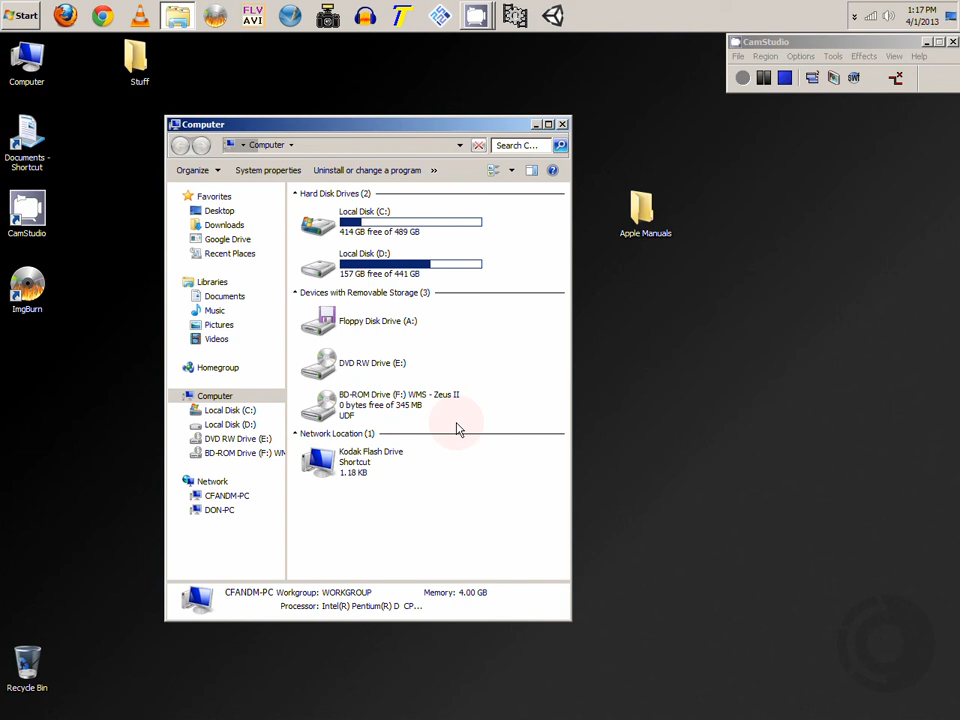 Start
FLV
AVI
1:17 PM
4/1/2013
Computer
Stuff
Documents -
Shortcut
CamStudio
ImgBurn
Recycle Bin
Apple Manuals
CamStudio
File Region Options Tools Effects View Help
Computer
Computer
Search C...
Organize System properties Uninstall or change a program »
Favorites
Desktop
Downloads
Google Drive
Recent Places
Libraries
Documents
Music
Pictures
Videos
Homegroup
Computer
Local Disk (C:)
Local Disk (D:)
DVD RW Drive (E:)
BD-ROM Drive (F:) WM
Network
CFANDM-PC
DON-PC
Hard Disk Drives (2)
Local Disk (C:)
414 GB free of 489 GB
Local Disk (D:)
157 GB free of 441 GB
Devices with Removable Storage (3)
Floppy Disk Drive (A:)
DVD RW Drive (E:)
BD-ROM Drive (F:) WMS - Zeus II
0 bytes free of 345 MB
UDF
Network Location (1)
Kodak Flash Drive
Shortcut
1.18 KB
CFANDM-PC Workgroup: WORKGROUP Memory: 4.00 GB
Processor: Intel(R) Pentium(R) D CP...